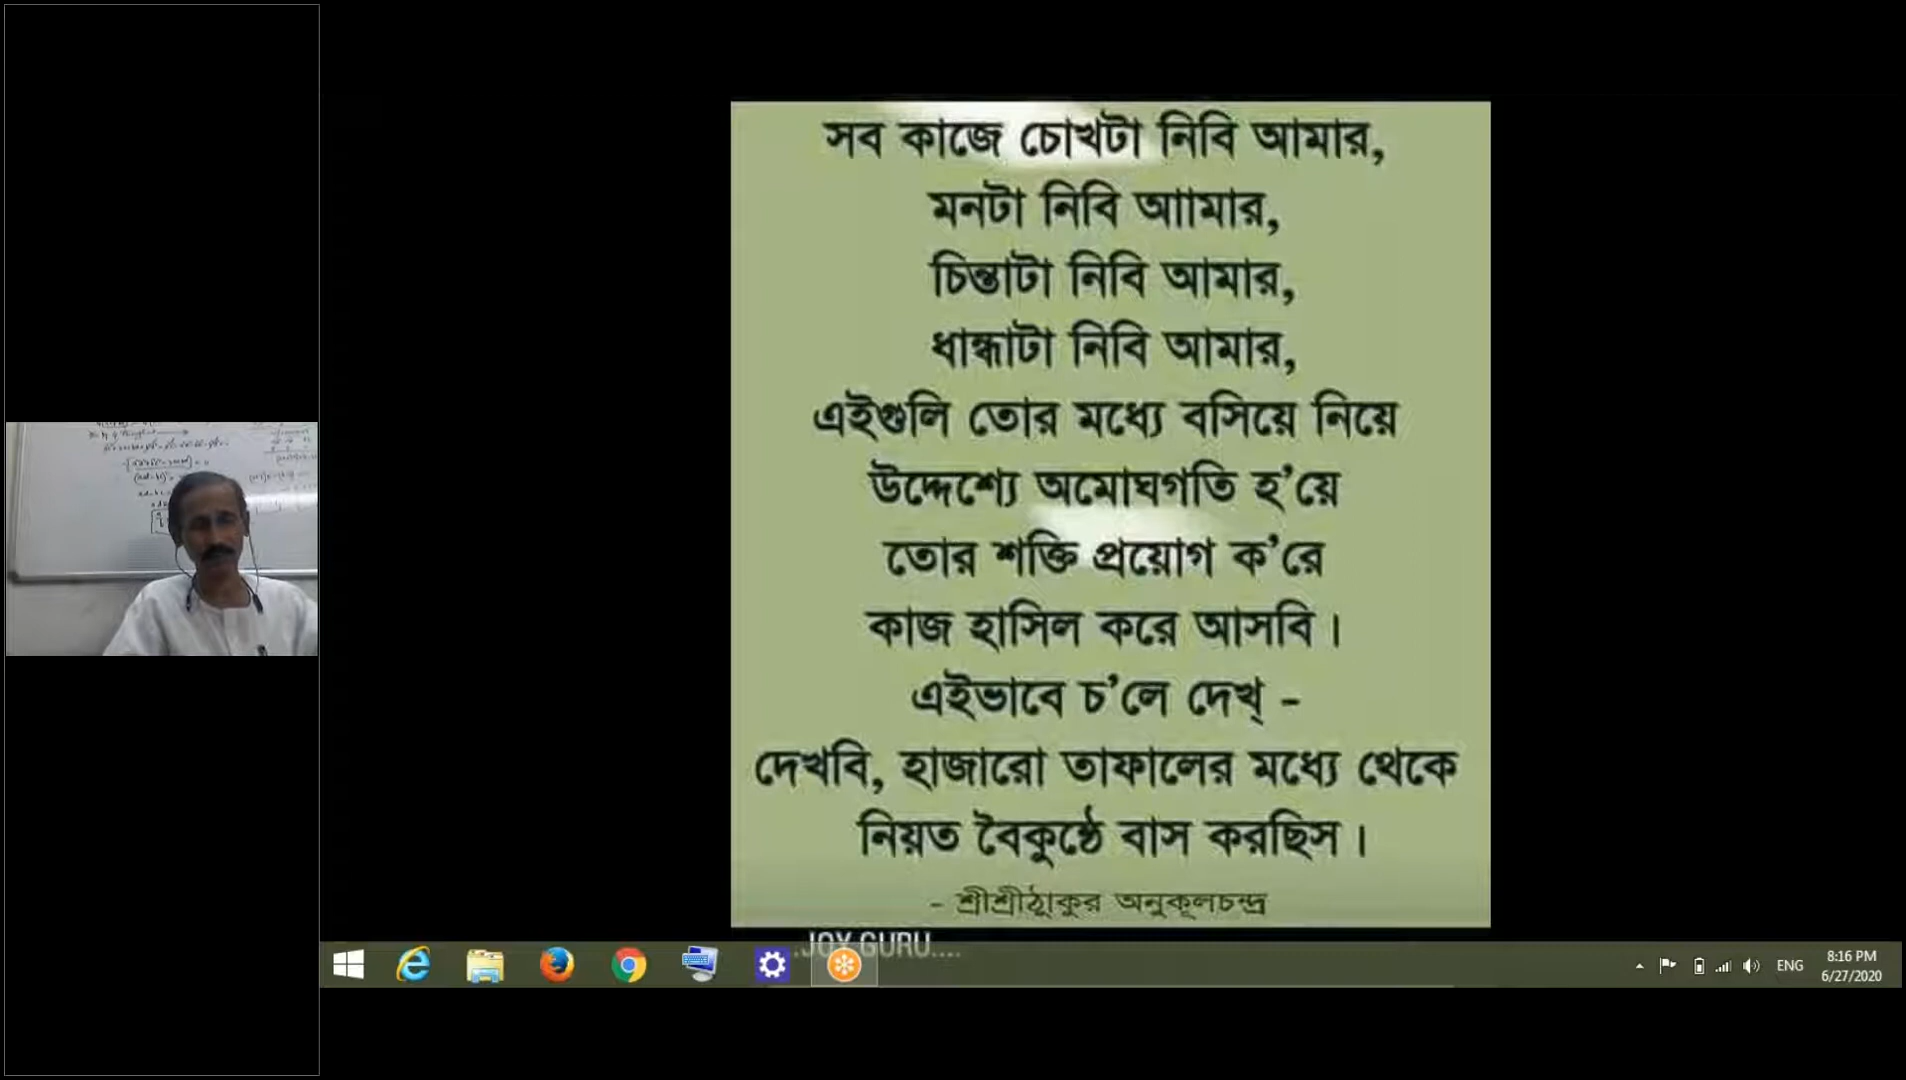 সব কাজে চোখটা নিবি আমার,
মনটা নিবি আামার,
চিন্তাটা নিবি আমার,
ধান্ধাটা নিবি আমার,
এইগুলি তোর মধ্যে বসিয়ে নিয়ে
উদ্দেশ্যে অমোঘগতি হ’য়ে
তোর শক্তি প্রয়োগ ক’রে
কাজ হাসিল করে আসবি।
এইভাবে চ’লে দেখ্ -
দেখবি, হাজারো তাফালের মধ্যে থেকে
নিয়ত বৈকুণ্ঠে বাস করছিস।
- শ্রীশ্রীঠাকুর অনুকূলচন্দ্র
.JOY GURU....
ENG
8:16 PM
6/27/2020